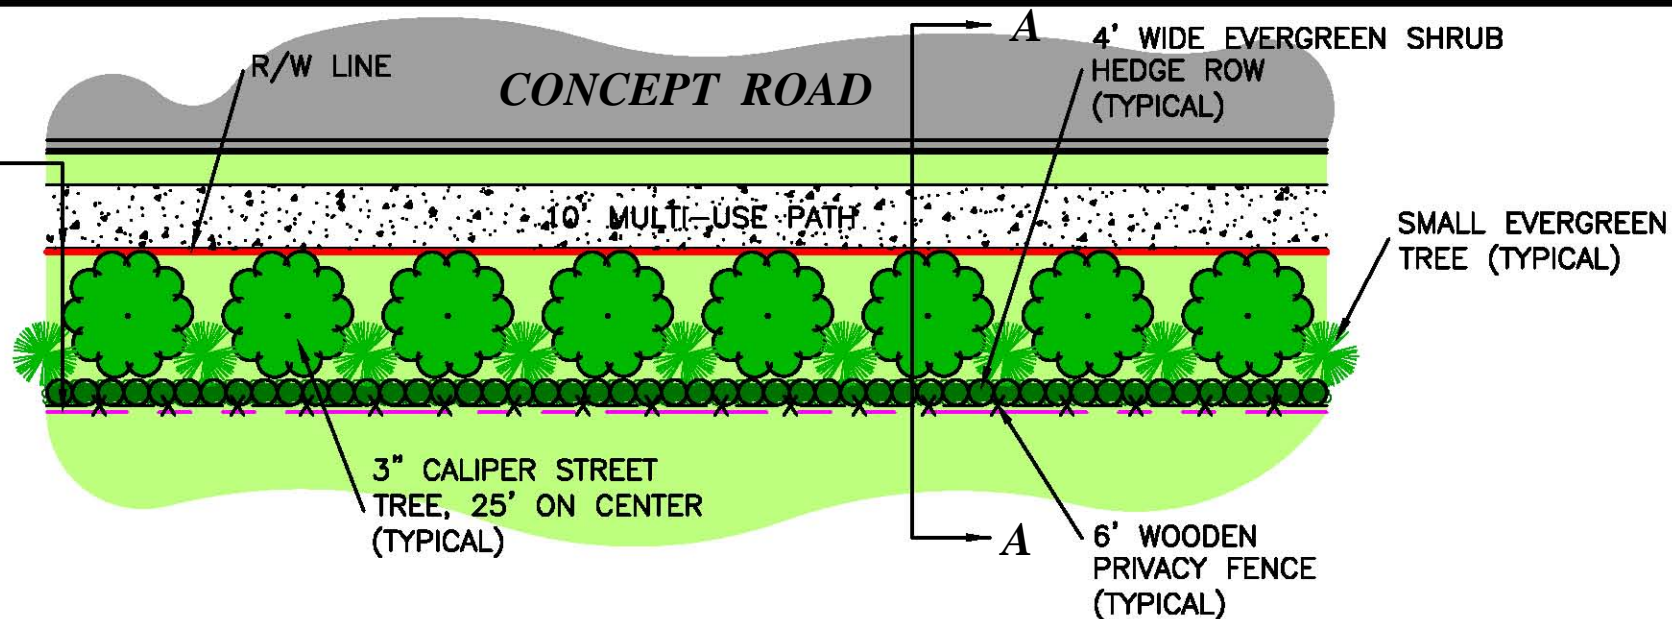 A
4' WIDE EVERGREEN SHRUB
HEDGE ROW
(TYPICAL)
R/W LINE
CONCEPT ROAD
10' MULTI-USE PATH
SMALL EVERGREEN
TREE (TYPICAL)
3" CALIPER STREET
TREE, 25' ON CENTER
(TYPICAL)
A
6' WOODEN
PRIVACY FENCE
(TYPICAL)